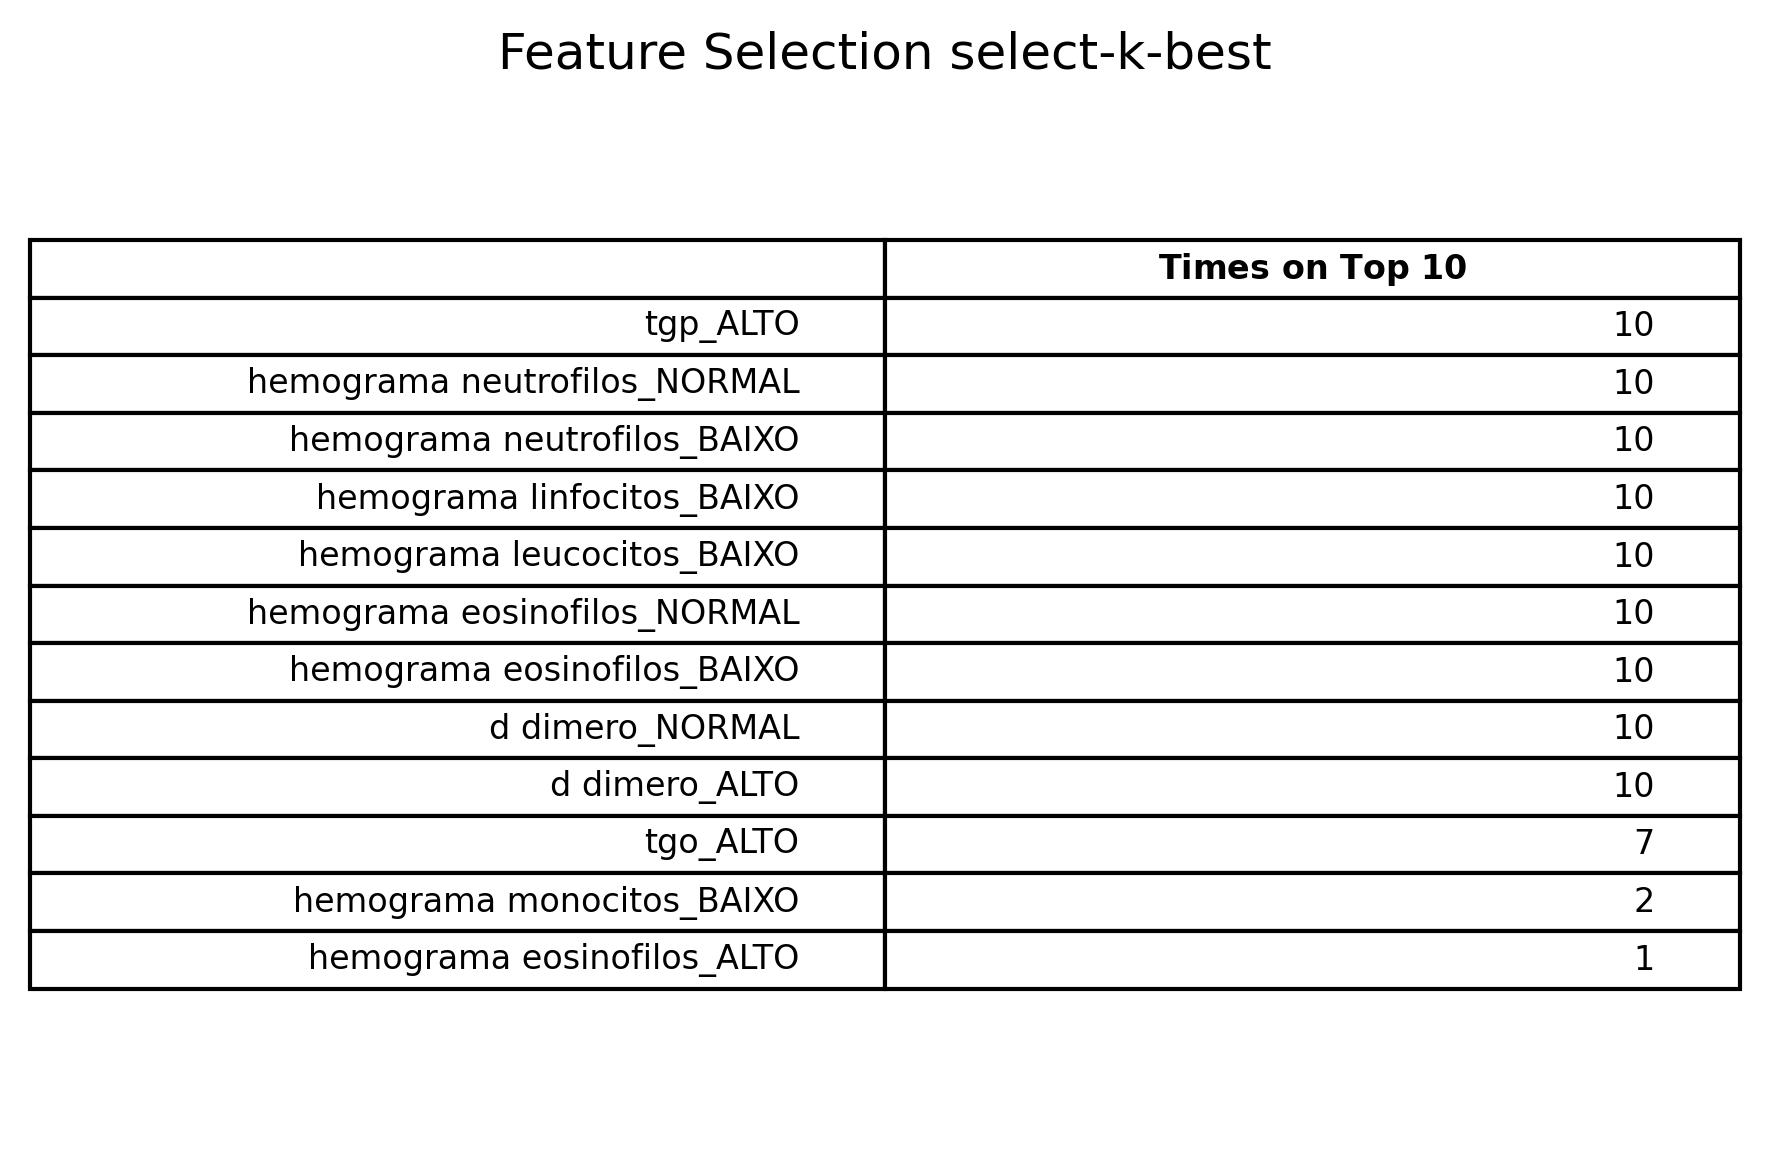 Feature Selection select-k-best
Times on Top 10
tgp_ALTO 10
hemograma neutrofilos_NORMAL 10
hemograma neutrofilos_BAIXO 10
hemograma linfocitos_BAIXO 10
hemograma leucocitos_BAIXO 10
hemograma eosinofilos_NORMAL 10
hemograma eosinofilos_BAIXO 10
d dimero_NORMAL 10
d dimero_ALTO 10
tgo_ALTO 7
hemograma monocitos_BAIXO 2
hemograma eosinofilos_ALTO 1